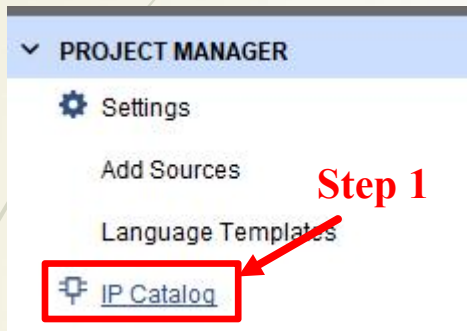 PROJECT MANAGER
Settings
Add Sources
Step 1
Language Templates
IP Catalog